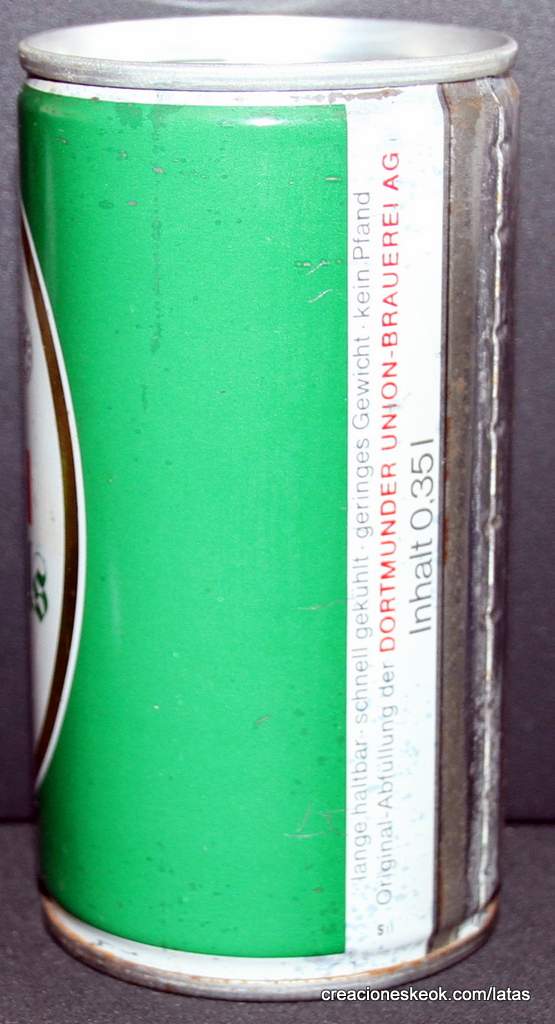 lange haltbar · schnell gekühlt · geringes Gewicht · kein Pfand
Original-Abfüllung der DORTMUNDER UNION-BRAUEREI AG
Inhalt 0,35 l
S
creacioneskeok.com/latas